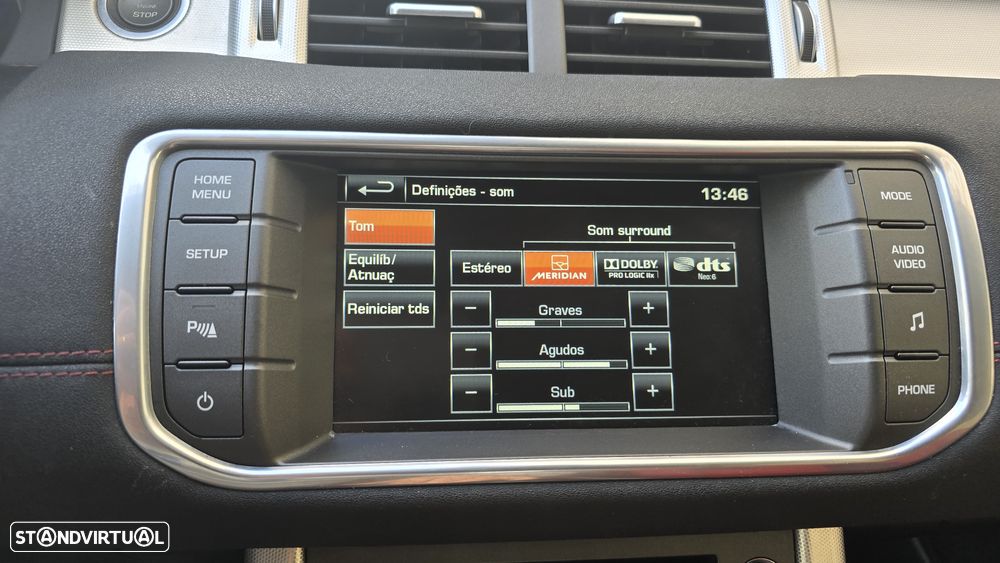 STOP
HOME
MENU
SETUP
P
Definições - som
13:46
Tom
Equilíb/
Atnuaç
Reiniciar tds
Som surround
Estéreo
MERIDIAN
DOLBY
PRO LOGIC IIx
dts
Neo:6
- Graves +
- Agudos +
- Sub +
MODE
AUDIO
VIDEO
PHONE
STANDVIRTUAL